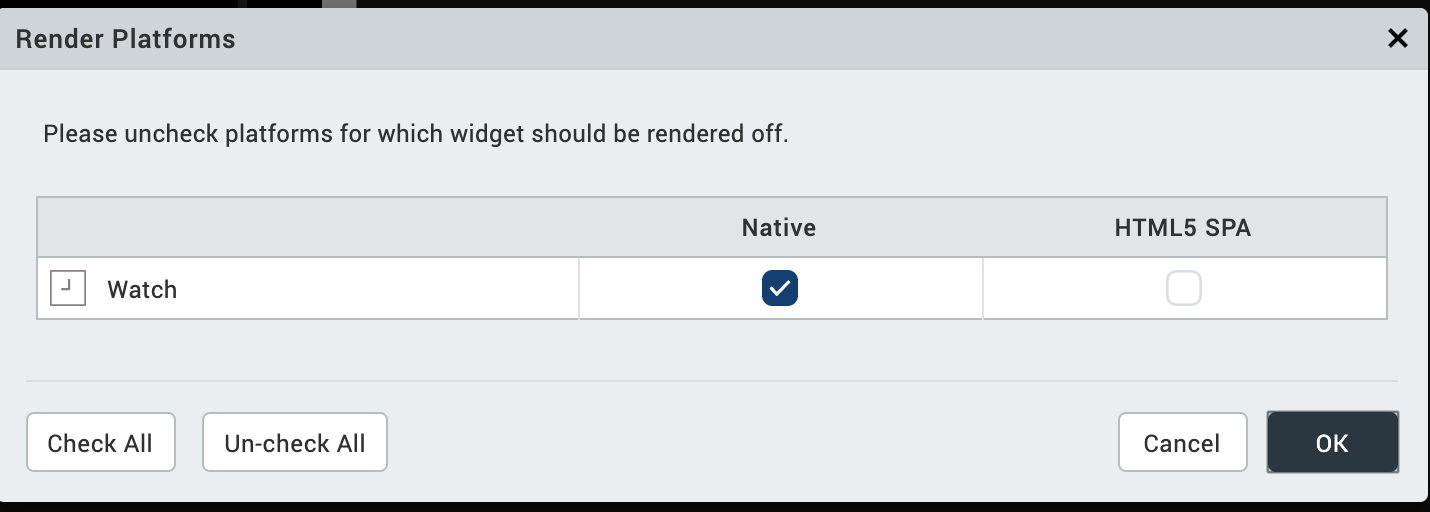 Render Platforms
Please uncheck platforms for which widget should be rendered off.
Native HTML5 SPA
Watch
Check All Un-check All Cancel OK